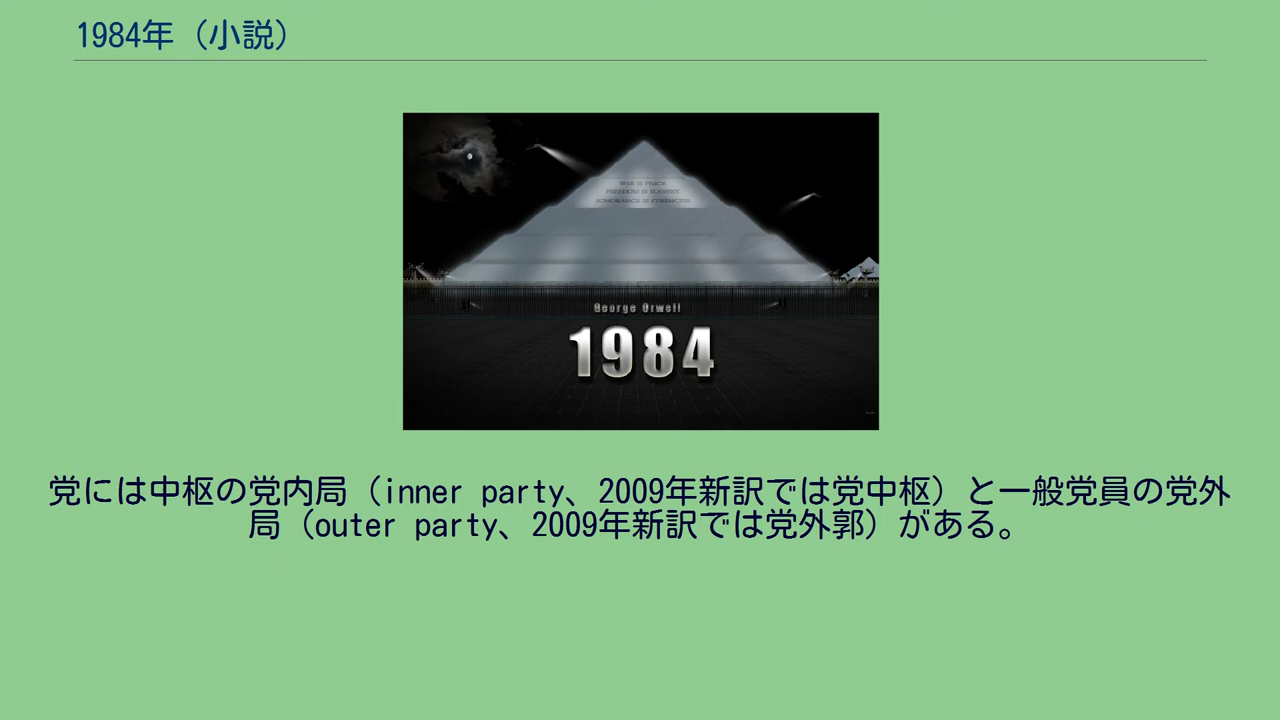 1984年（小説）
WAR IS PEACE
FREEDOM IS SLAVERY
IGNORANCE IS STRENGTH
George Orwell
1984
党には中枢の党内局（inner party、2009年新訳では党中枢）と一般党員の党外
局（outer party、2009年新訳では党外郭）がある。